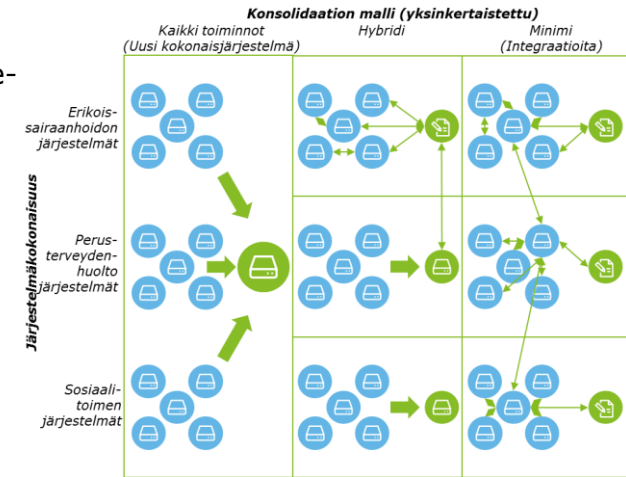 Konsolidaation malli (yksinkertaistettu)
Kaikki toiminnot
(Uusi kokonaisjärjestelmä)
Hybridi
Minimi
(Integraatioita)
e-
Järjestelmäkokonaisuus
Erikois-
sairaanhoidon
järjestelmät
Perus-
terveyden-
huolto
järjestelmät
Sosiaali-
toimen
järjestelmät